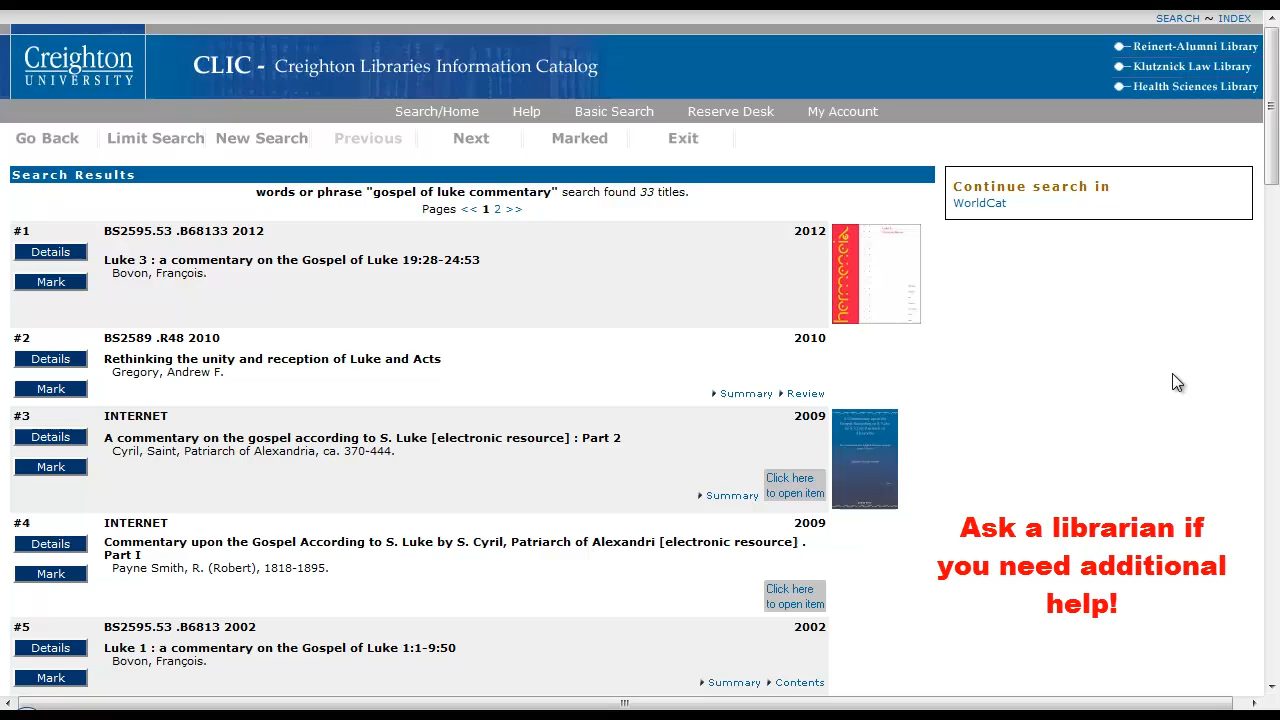 SEARCH ~ INDEX
Creighton
UNIVERSITY
CLIC - Creighton Libraries Information Catalog
Reinert-Alumni Library
Klutznick Law Library
Health Sciences Library
Search/Home Help Basic Search Reserve Desk My Account
Go Back Limit Search New Search Previous Next Marked Exit
Search Results
words or phrase "gospel of luke commentary" search found 33 titles.
Pages << 1 2 >>
Continue search in
WorldCat
#1 BS2595.53 .B68133 2012 2012
Details
Luke 3 : a commentary on the Gospel of Luke 19:28-24:53
Bovon, François.
Mark
hermeneia
#2 BS2589 .R48 2010 2010
Details
Rethinking the unity and reception of Luke and Acts
Gregory, Andrew F.
Mark
Summary Review
#3 INTERNET 2009
Details
A commentary on the gospel according to S. Luke [electronic resource] : Part 2
Cyril, Saint, Patriarch of Alexandria, ca. 370-444.
Mark
Summary
Click here
to open item
#4 INTERNET 2009
Details
Commentary upon the Gospel According to S. Luke by S. Cyril, Patriarch of Alexandri [electronic resource] .
Part I
Payne Smith, R. (Robert), 1818-1895.
Mark
Click here
to open item
#5 BS2595.53 .B6813 2002 2002
Details
Luke 1 : a commentary on the Gospel of Luke 1:1-9:50
Bovon, François.
Mark
Summary Contents
Ask a librarian if
you need additional
help!